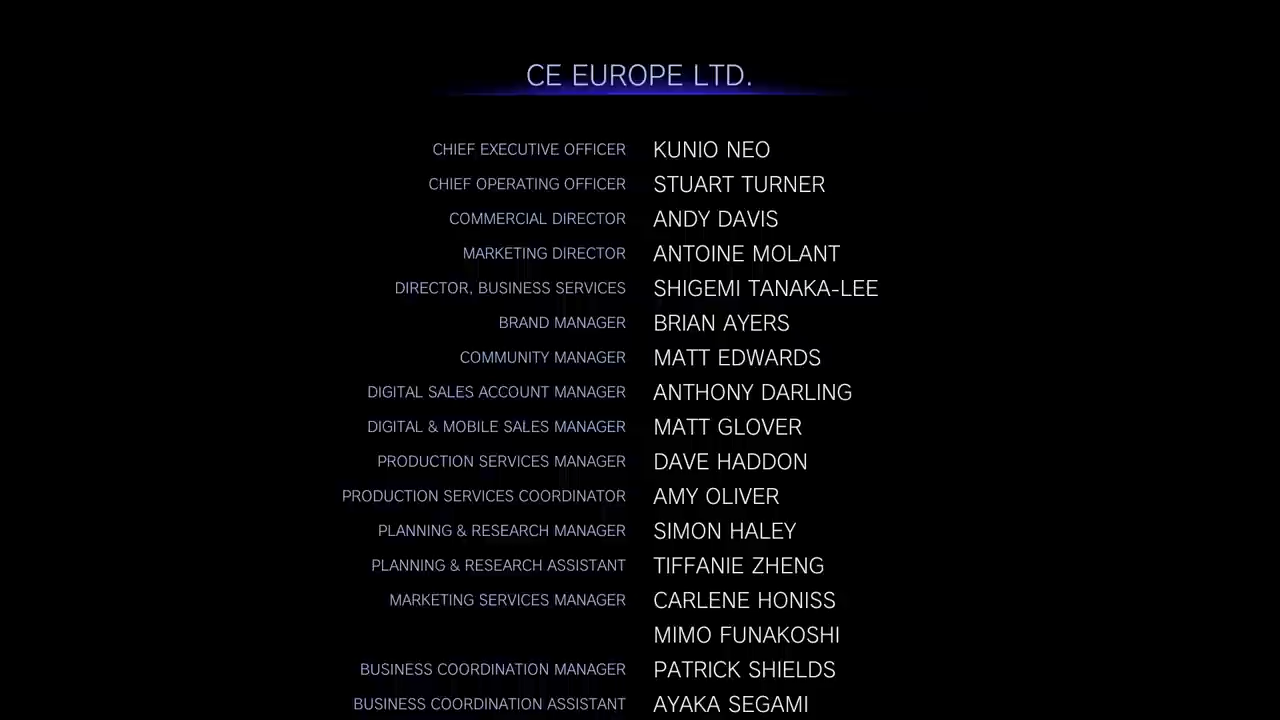 CE EUROPE LTD.
CHIEF EXECUTIVE OFFICER KUNIO NEO
CHIEF OPERATING OFFICER STUART TURNER
COMMERCIAL DIRECTOR ANDY DAVIS
MARKETING DIRECTOR ANTOINE MOLANT
DIRECTOR, BUSINESS SERVICES SHIGEMI TANAKA-LEE
BRAND MANAGER BRIAN AYERS
COMMUNITY MANAGER MATT EDWARDS
DIGITAL SALES ACCOUNT MANAGER ANTHONY DARLING
DIGITAL & MOBILE SALES MANAGER MATT GLOVER
PRODUCTION SERVICES MANAGER DAVE HADDON
PRODUCTION SERVICES COORDINATOR AMY OLIVER
PLANNING & RESEARCH MANAGER SIMON HALEY
PLANNING & RESEARCH ASSISTANT TIFFANIE ZHENG
MARKETING SERVICES MANAGER CARLENE HONISS
MIMO FUNAKOSHI
BUSINESS COORDINATION MANAGER PATRICK SHIELDS
BUSINESS COORDINATION ASSISTANT AYAKA SEGAMI